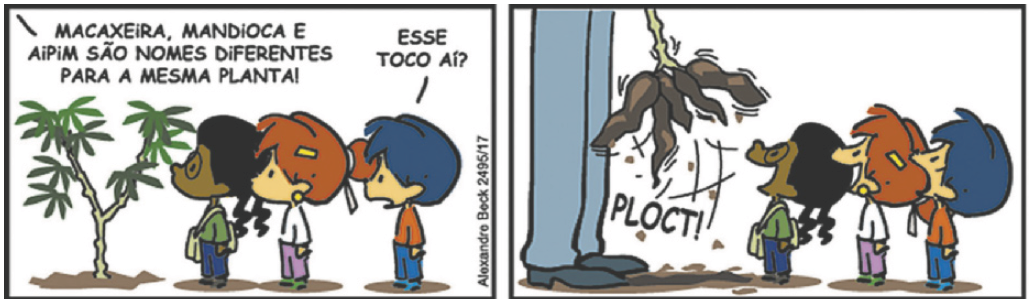 MACAXEIRA, MANDIOCA E
AIPIM SÃO NOMES DIFERENTES
PARA A MESMA PLANTA!
ESSE
TOCO AÍ?
Alexandre Beck 2495/17
PLOCT!